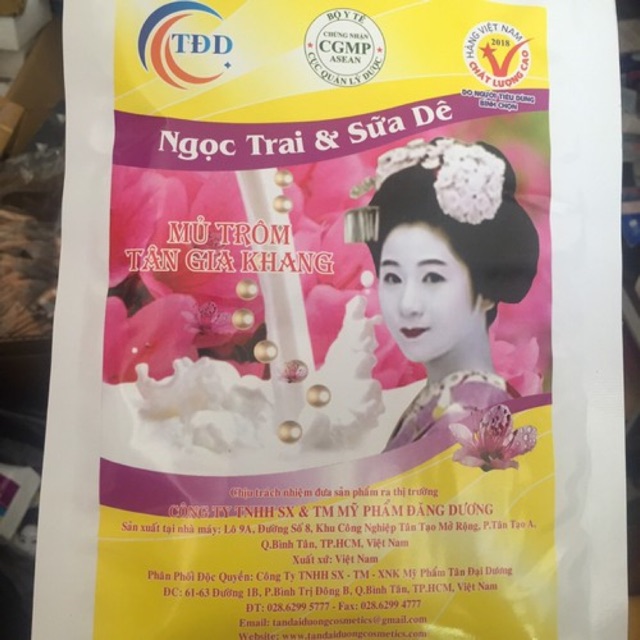 TĐD
BỘ Y TẾ
CHỨNG NHẬN
CGMP
ASEAN
CỤC QUẢN LÝ DƯỢC
HÀNG VIỆT NAM
2018
CHẤT LƯỢNG CAO
DO NGƯỜI TIÊU DÙNG
BÌNH CHỌN
Ngọc Trai & Sữa Dê
MỦ TRÔM
TÂN GIA KHANG
Chịu trách nhiệm đưa sản phẩm ra thị trường
CÔNG TY TNHH SX & TM MỸ PHẨM ĐĂNG DƯƠNG
Sản xuất tại nhà máy: Lô 9A, Đường Số 8, Khu Công Nghiệp Tân Tạo Mở Rộng, P.Tân Tạo A,
Q.Bình Tân, TP.HCM, Việt Nam
Xuất xứ: Việt Nam
Phân Phối Độc Quyền: Công Ty TNHH SX - TM - XNK Mỹ Phẩm Tân Đại Dương
ĐC: 61-63 Đường 1B, P.Bình Trị Đông B, Q.Bình Tân, TP.HCM, Việt Nam
ĐT: 028.6299 5777 - Fax: 028.6299 4777
Email: tandaiduongcosmetics@gmail.com
Website: www.tandaiduongcosmetics.com